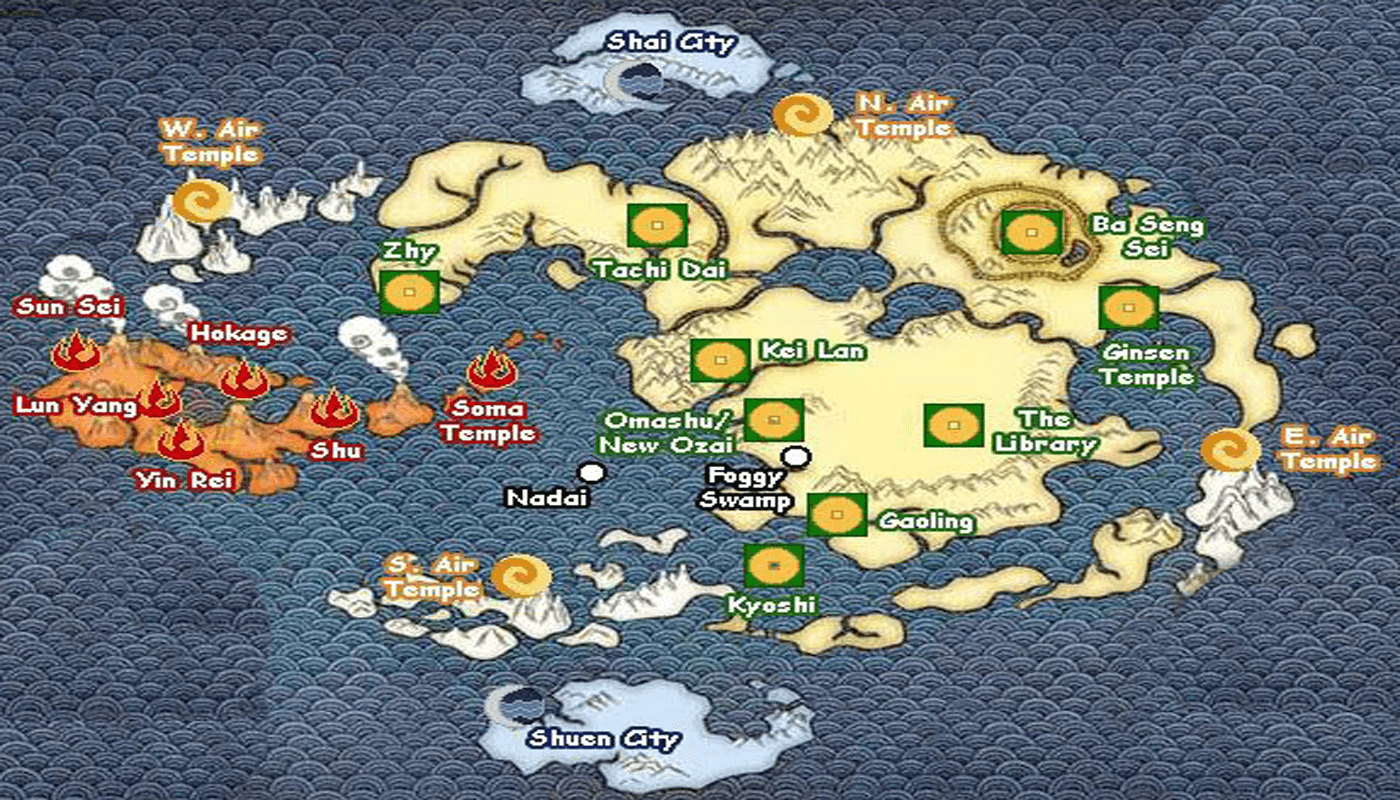 Shai City
N. Air
Temple
W. Air
Temple
Ba Seng
Sei
Zhy
Tachi Dai
Sun Sei
Hokage
Kei Lan
Ginsen
Temple
Lun Yang
Soma
Temple
Omashu/
New Ozai
The
Library
E. Air
Temple
Shu
Yin Rei
Foggy
Swamp
Nadai
Gaoling
S. Air
Temple
Kyoshi
Shuen City